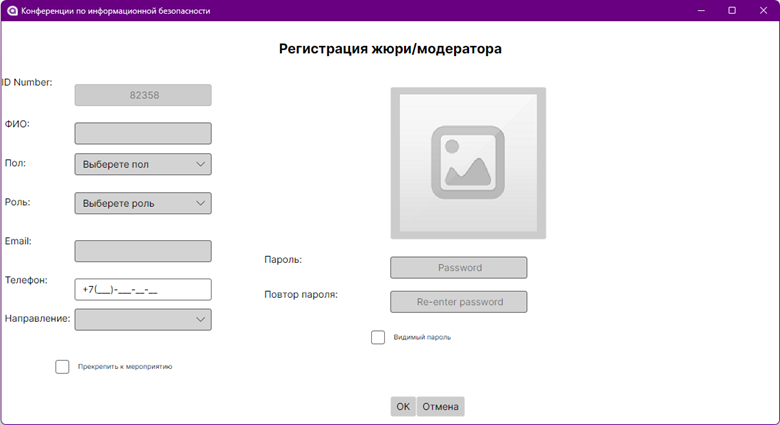 Конференции по информационной безопасности
Регистрация жюри/модератора
ID Number:
82358
ФИО:
Пол:
Выберете пол
Роль:
Выберете роль
Email:
Телефон:
+7(___)-___-__-__
Направление:
Прекрепить к мероприятию
Пароль:
Password
Повтор пароля:
Re-enter password
Видимый пароль
ОК
Отмена